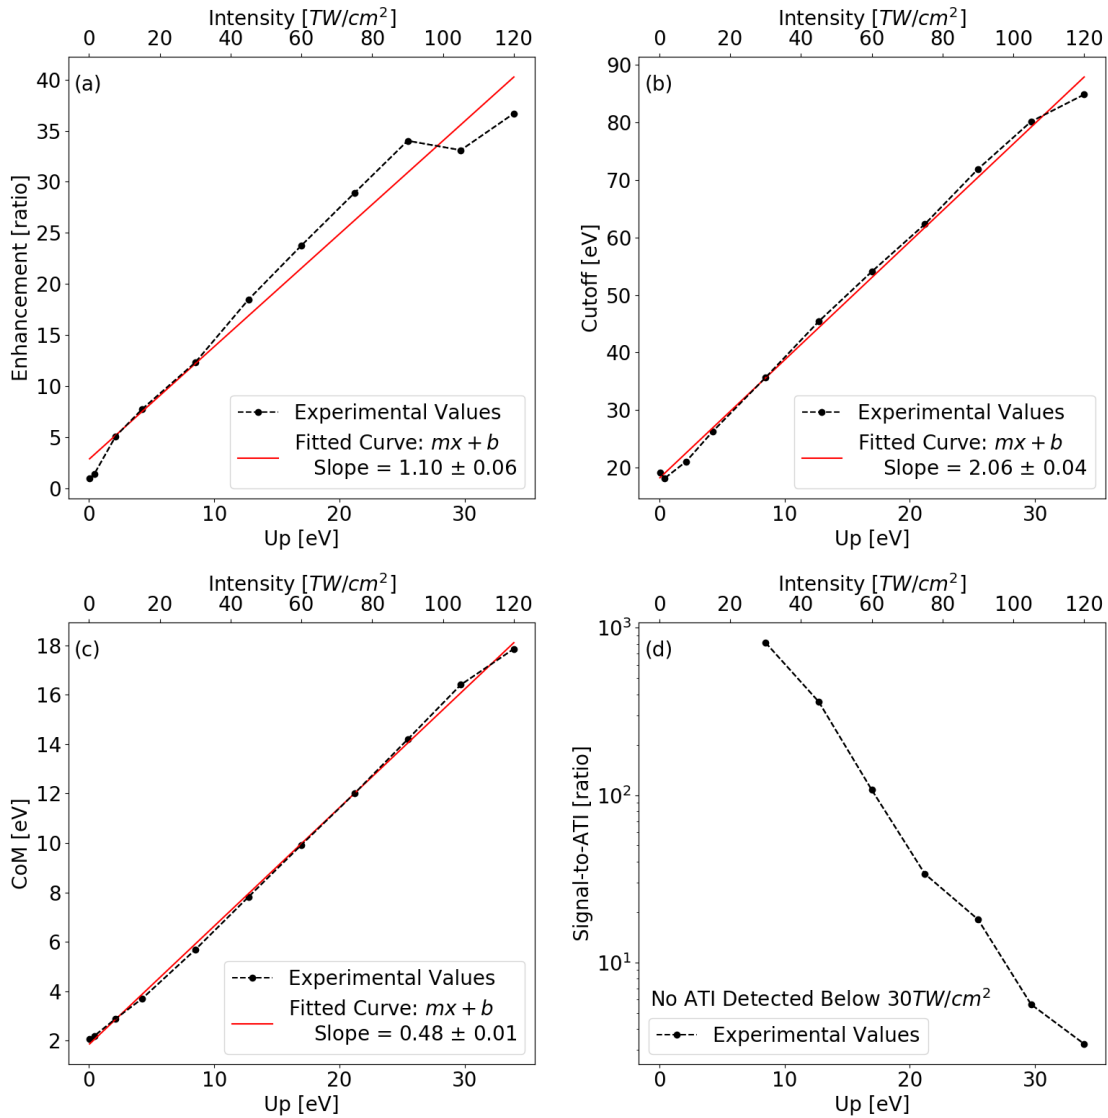 Intensity [TW/cm²]
0 20 40 60 80 100 120
(a)
40
35
30
25
20
15
10
5
0
Enhancement [ratio]
Experimental Values
Fitted Curve: mx + b
Slope = 1.10 ± 0.06
0 10 20 30
Up [eV]
Intensity [TW/cm²]
0 20 40 60 80 100 120
(b)
90
80
70
60
50
40
30
20
Cutoff [eV]
Experimental Values
Fitted Curve: mx + b
Slope = 2.06 ± 0.04
0 10 20 30
Up [eV]
Intensity [TW/cm²]
0 20 40 60 80 100 120
(c)
18
16
14
12
10
8
6
4
2
CoM [eV]
Experimental Values
Fitted Curve: mx + b
Slope = 0.48 ± 0.01
0 10 20 30
Up [eV]
Intensity [TW/cm²]
0 20 40 60 80 100 120
(d)
10³
10²
10¹
Signal-to-ATI [ratio]
No ATI Detected Below 30TW/cm²
Experimental Values
0 10 20 30
Up [eV]